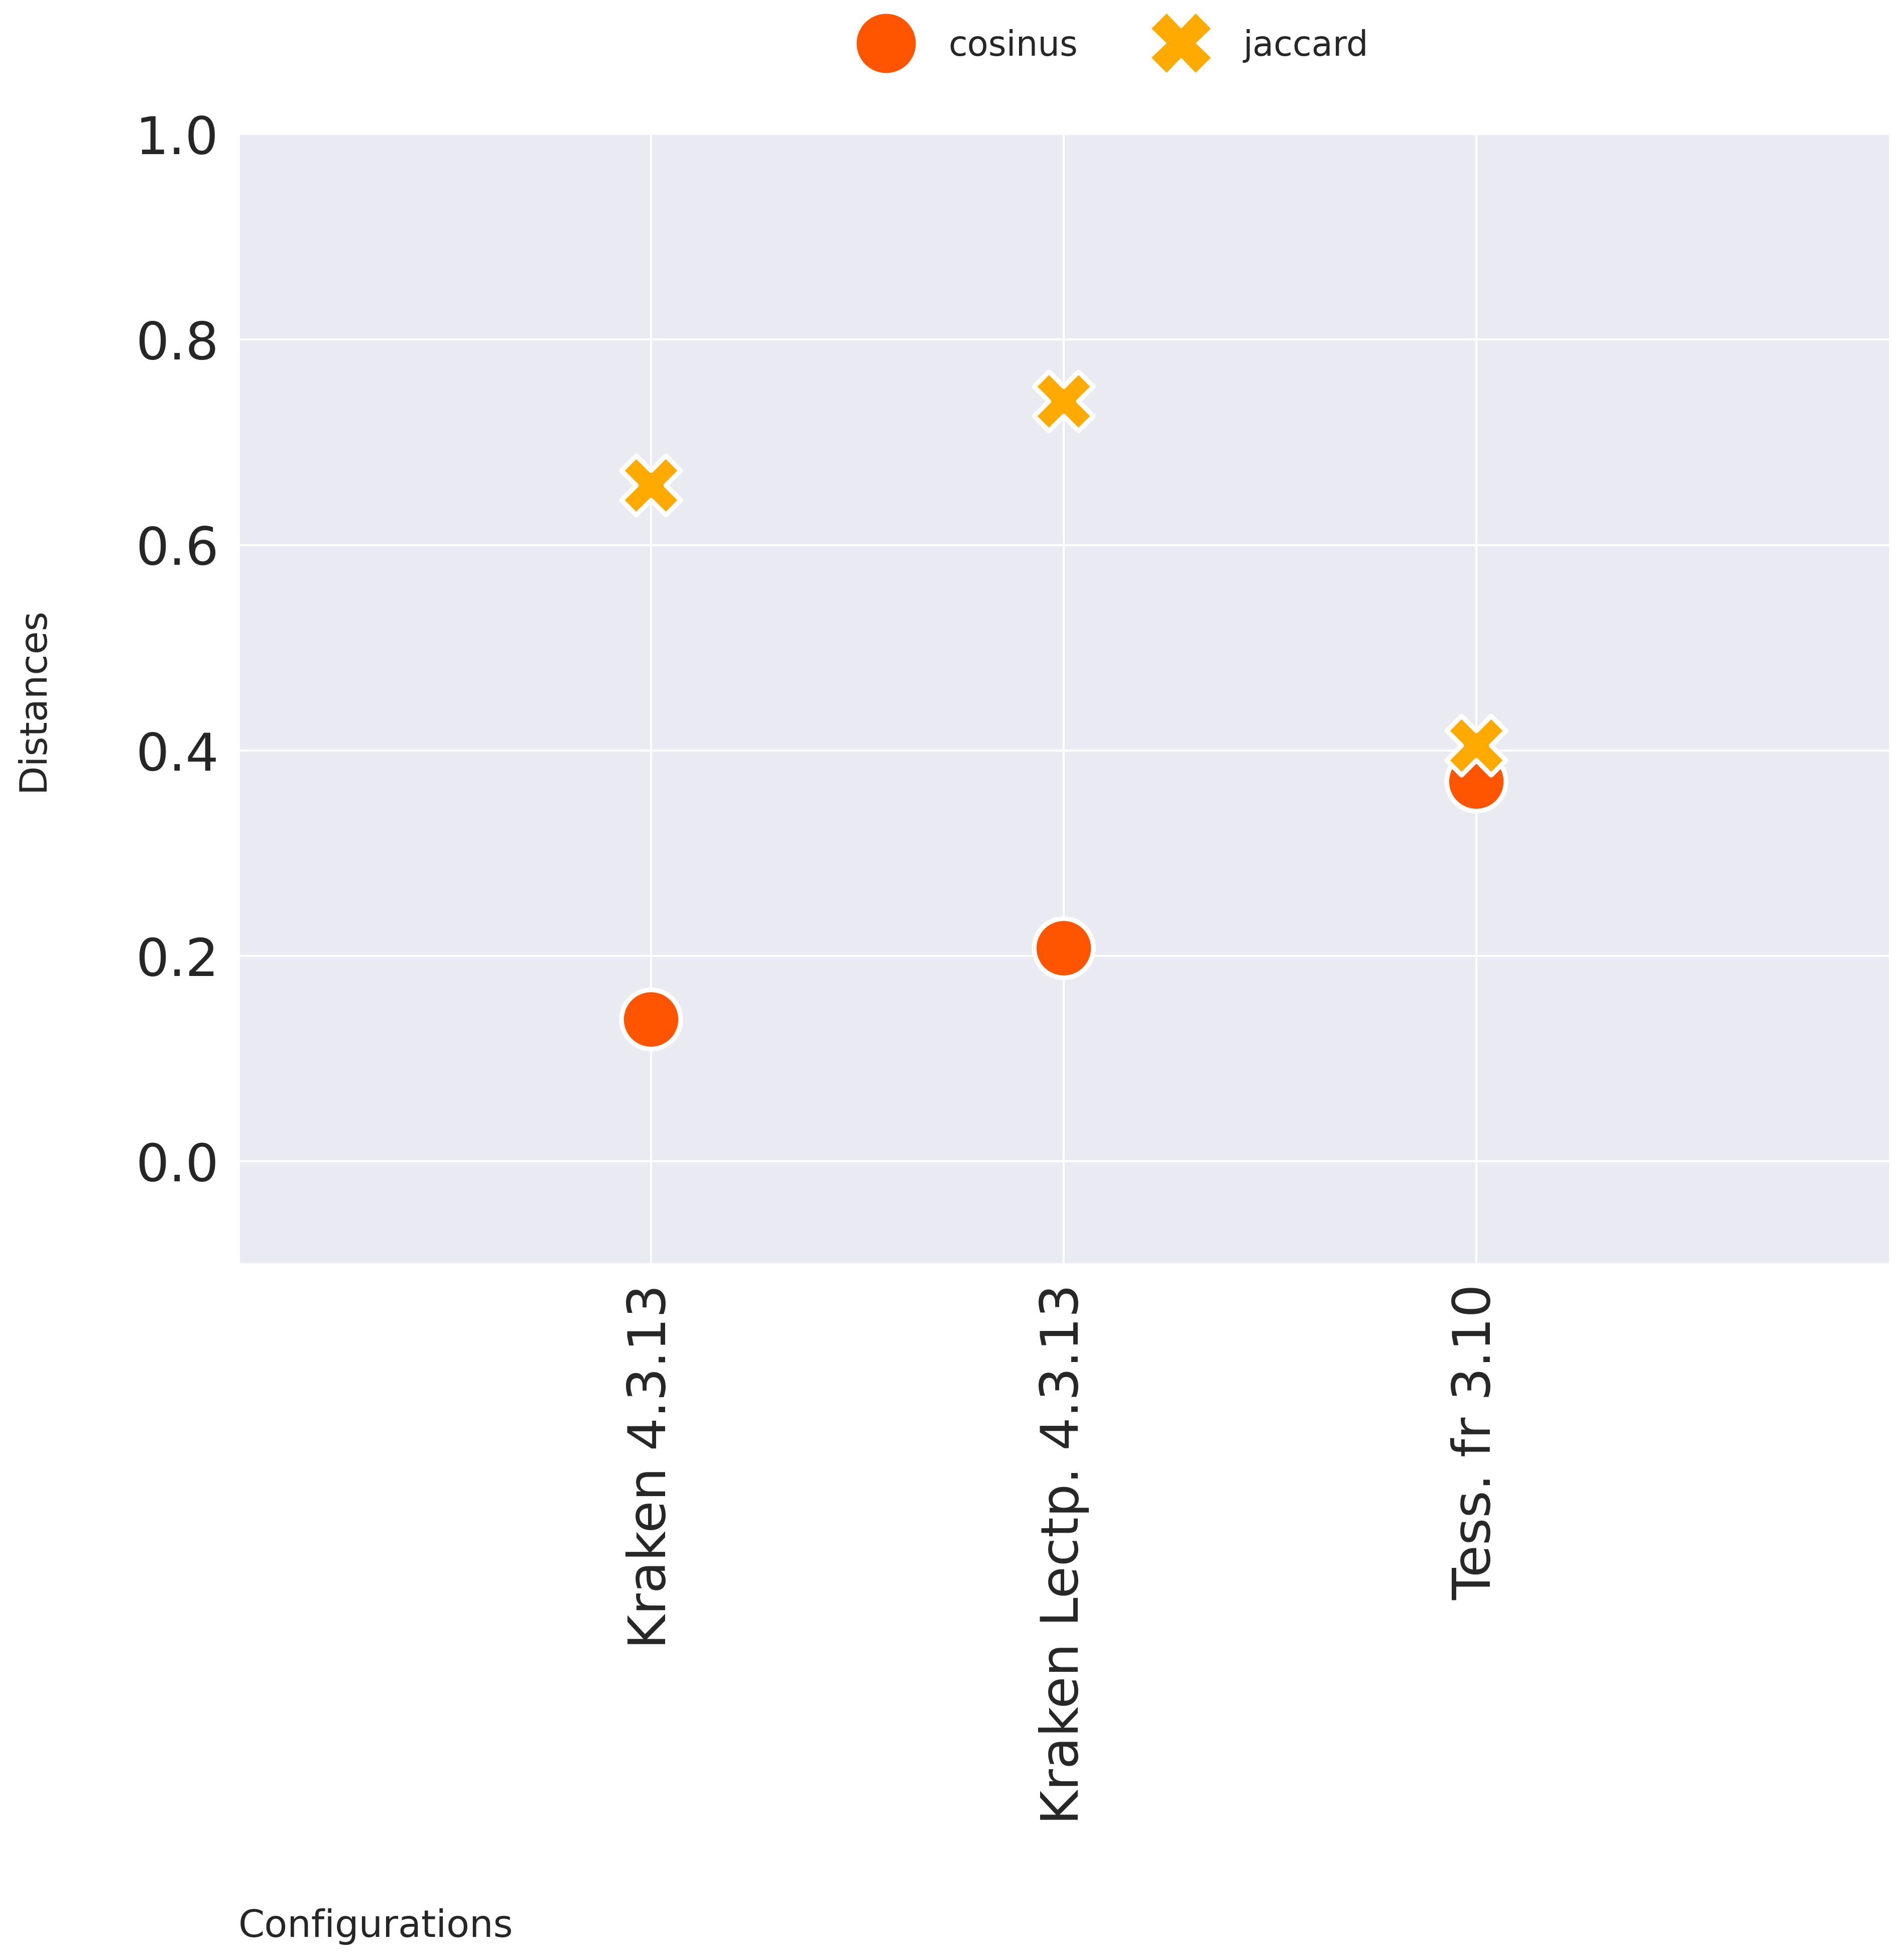 cosinus
jaccard
1.0
0.8
0.6
0.4
0.2
0.0
Distances
Kraken 4.3.13
Kraken Lectp. 4.3.13
Tess. fr 3.10
Configurations